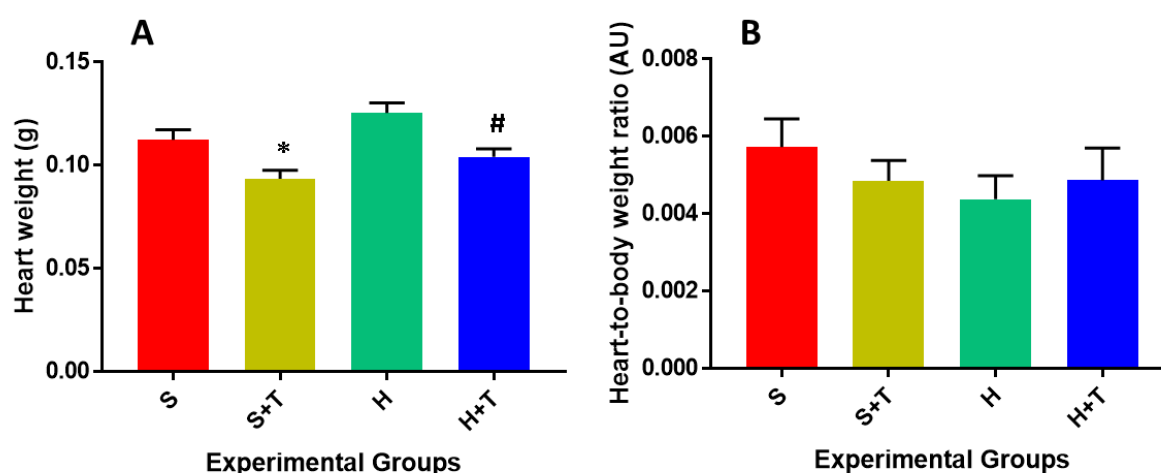 A
Heart weight (g)
0.15
0.10
0.05
0.00
*
#
S
S+T
H
H+T
Experimental Groups
B
Heart-to-body weight ratio (AU)
0.008
0.006
0.004
0.002
0.000
S
S+T
H
H+T
Experimental Groups